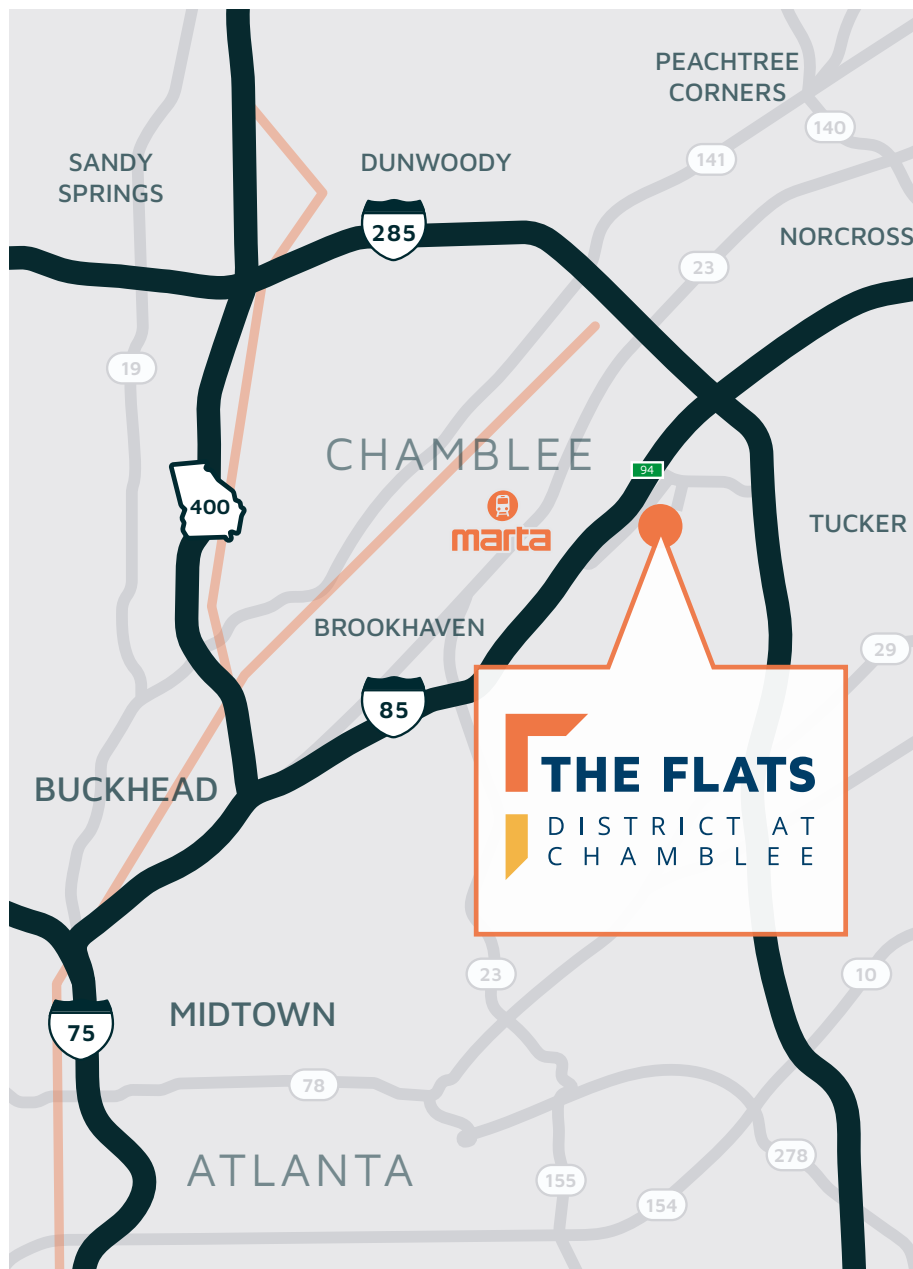 PEACHTREE
CORNERS
140
141
SANDY
SPRINGS
DUNWOODY
285
NORCROSS
23
19
CHAMBLEE
94
400
marta
TUCKER
BROOKHAVEN
29
85
THE FLATS
DISTRICT AT
CHAMBLEE
BUCKHEAD
23
10
MIDTOWN
75
78
278
ATLANTA
155
154